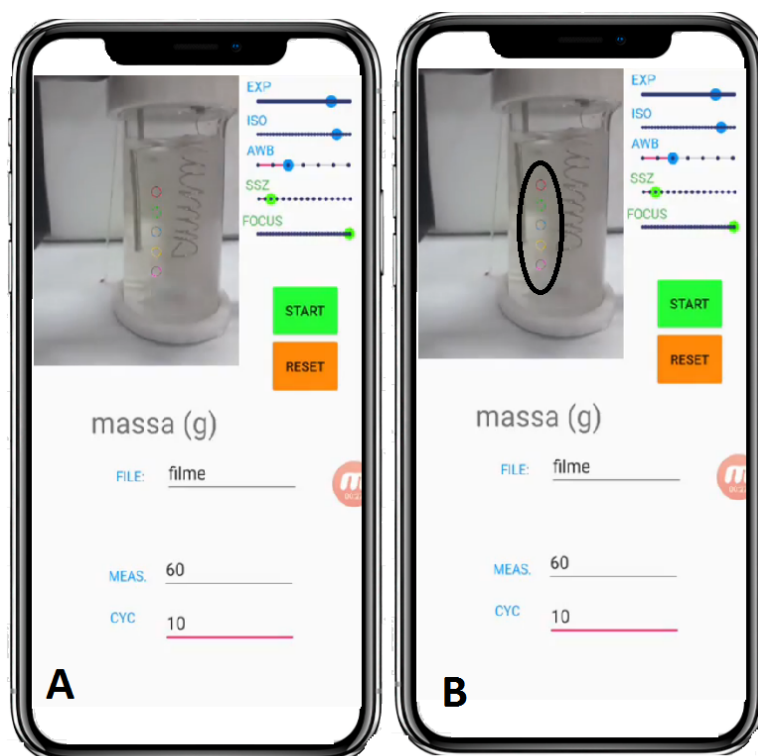 EXP
ISO
AWB
SSZ
FOCUS
START
RESET
massa (g)
FILE: filme
MEAS. 60
CYC 10
A
EXP
ISO
AWB
SSZ
FOCUS
START
RESET
massa (g)
FILE: filme
MEAS. 60
CYC 10
B